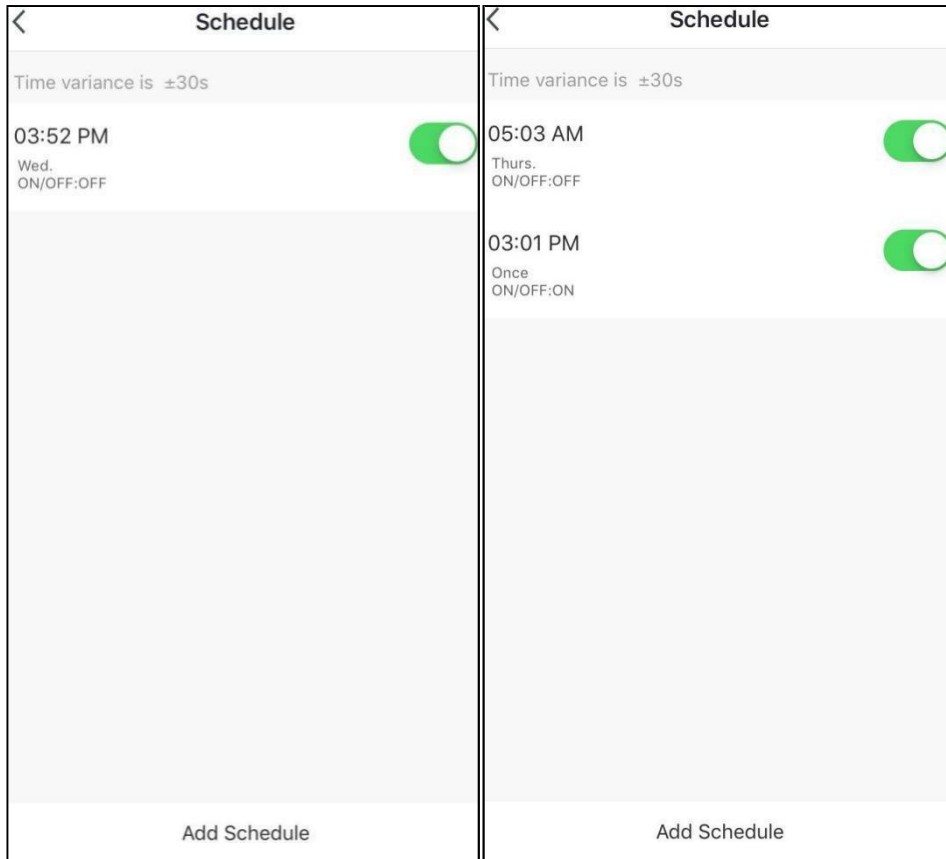 Schedule
Time variance is ±30s
03:52 PM
Wed.
ON/OFF:OFF
Add Schedule
Schedule
Time variance is ±30s
05:03 AM
Thurs.
ON/OFF:OFF
03:01 PM
Once
ON/OFF:ON
Add Schedule